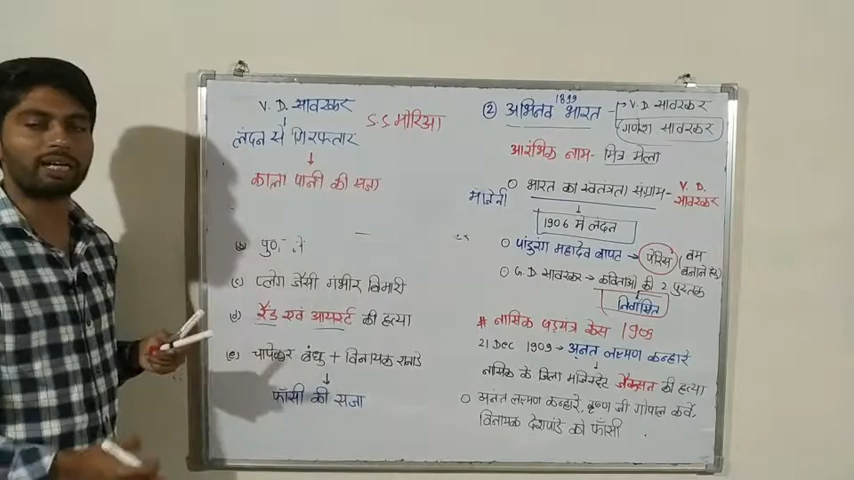 V. D. सावरकर
लंदन से गिरफ्तार
S.S. मोरिआ
काला पानी की सजा
(b) पु०
(c) प्लेग जैसी गंभीर बिमारी
(d) रैंड एवं आयर्स्ट की हत्या
(e) चापेकर बंधु + विनायक रानाडे
फाँसी की सजा
② अभिनव भारत 1899
V. D सावरकर
गणेश सावरकर
आरंभिक नाम- मित्र मेला
भारत का स्वतंत्रता संग्राम- V. D. सावरकर
1906 में लंदन
पांडुरंग महादेव बापट → पेरिस (बम बनाने हेतु)
G. D सावरकर → कविताओं की 2 पुस्तक
निर्वासित
# नासिक षड्यंत्र केस 1909
21 Dec 1909 → अनंत लक्ष्मण कन्हारे
नासिक के जिला मजिस्ट्रेट जैक्सन की हत्या
अनंत लक्ष्मण कन्हारे, कृष्ण जी गोपाल कर्वे,
विनायक देशपांडे को फाँसी